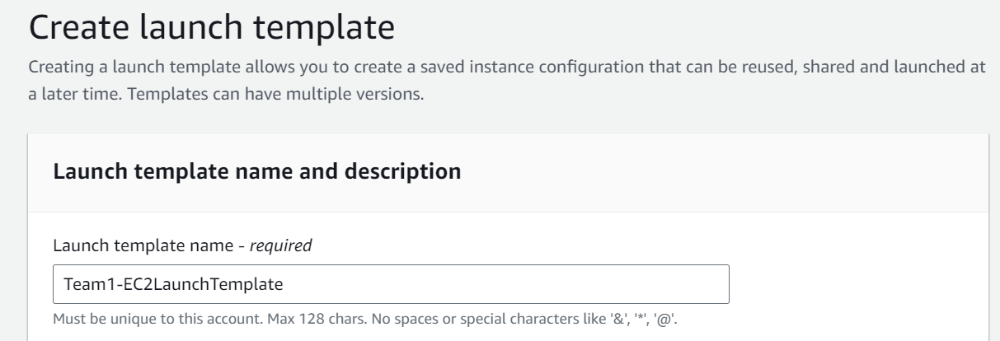 Create launch template
Creating a launch template allows you to create a saved instance configuration that can be reused, shared and launched at
a later time. Templates can have multiple versions.
Launch template name and description
Launch template name - required
Team1-EC2LaunchTemplate
Must be unique to this account. Max 128 chars. No spaces or special characters like '&', '*', '@'.